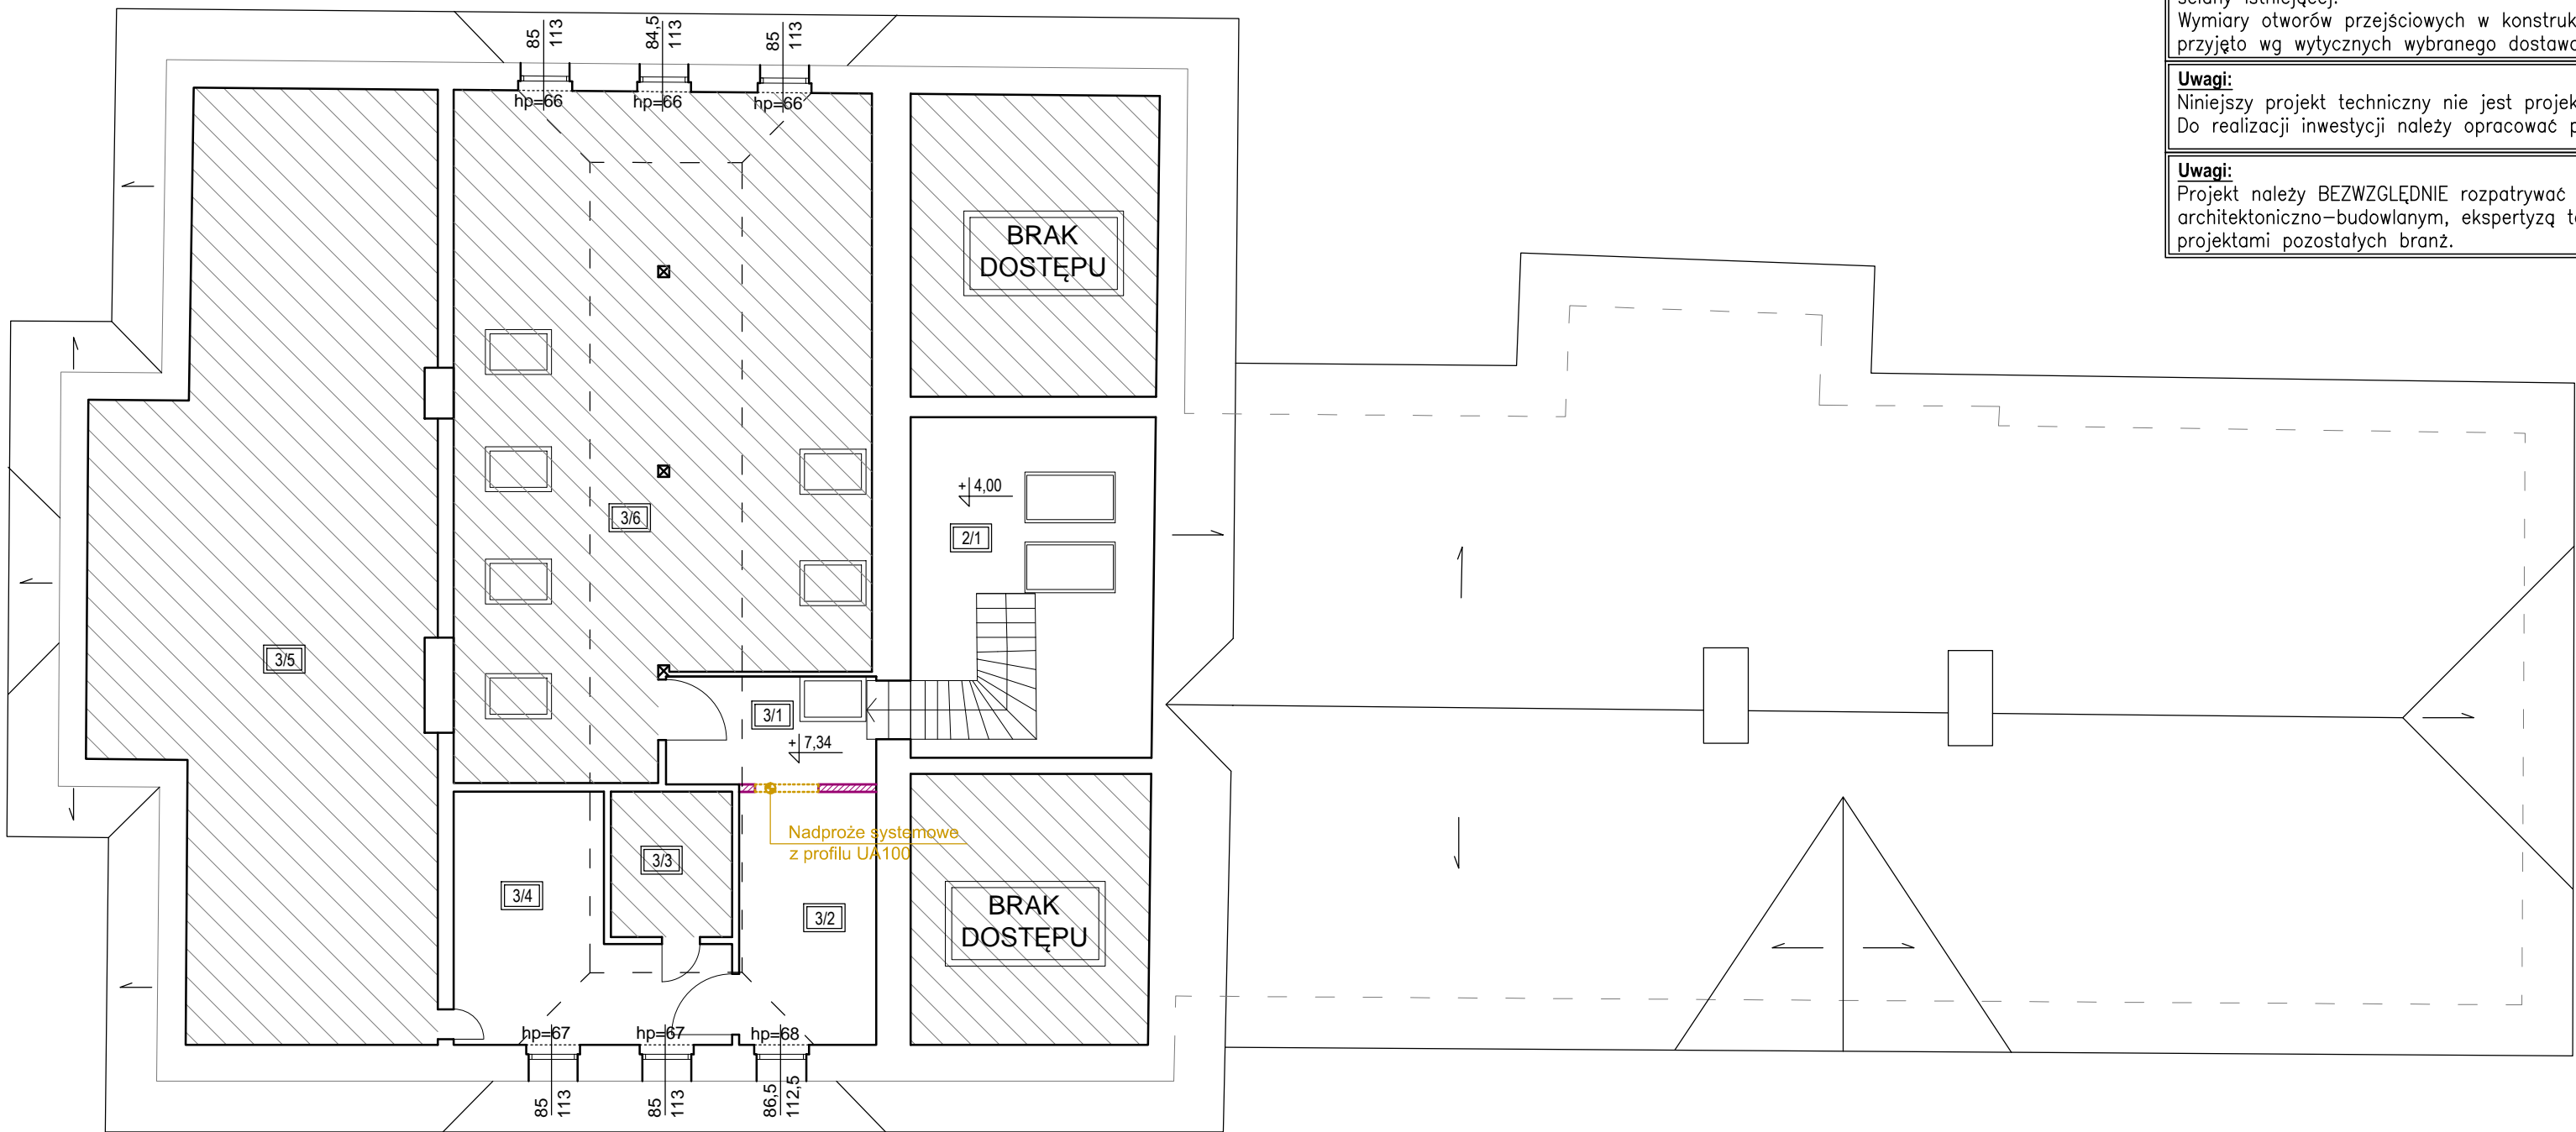 ściany istniejącej.
Wymiary otworów przejściowych w
przyjęto wg wytycznych wybranego
Uwagi:
Niniejszy projekt techniczny nie jest
Do realizacji inwestycji należy opracować
Uwagi:
Projekt należy BEZWZGLĘDNIE rozpatrywać
architektoniczno-budowlanym, ekspertyzą
projektami pozostałych branż.
85
113
84,5
113
85
113
hp=66
hp=66
hp=66
BRAK
DOSTĘPU
+ 4,00
3/6
2/1
3/5
3/1
+ 7,34
Nadproże systemowe
z profilu UA100
3/3
3/4
3/2
BRAK
DOSTĘPU
hp=67
hp=67
hp=68
85
113
85
113
86,5
112,5